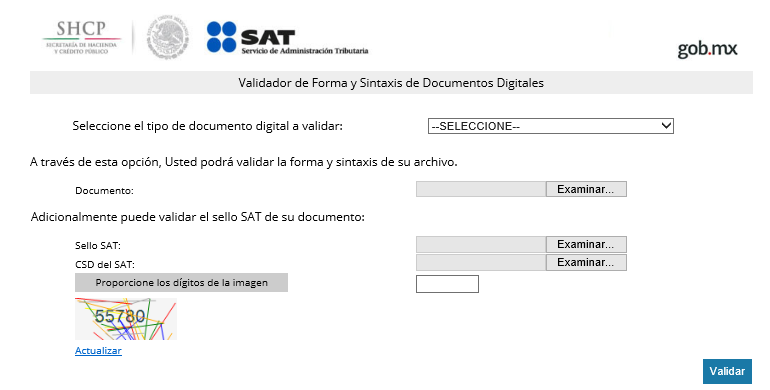 SHCP
SECRETARÍA DE HACIENDA
Y CRÉDITO PÚBLICO
SAT
Servicio de Administración Tributaria
gob.mx
Validador de Forma y Sintaxis de Documentos Digitales
Seleccione el tipo de documento digital a validar:
--SELECCIONE--
A través de esta opción, Usted podrá validar la forma y sintaxis de su archivo.
Documento:
Examinar...
Adicionalmente puede validar el sello SAT de su documento:
Sello SAT:
Examinar...
CSD del SAT:
Examinar...
Proporcione los dígitos de la imagen
55780
Actualizar
Validar